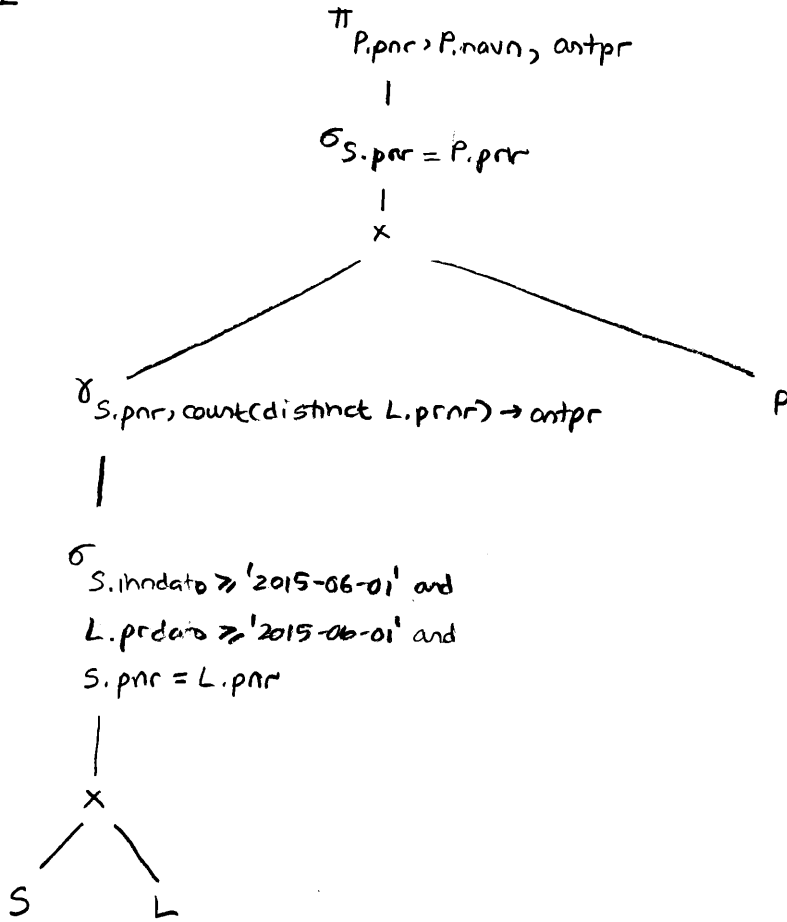 π P.pnr, P.navn, antpr
σ S.pnr = P.pnr
×
γ S.pnr, count(distinct L.prnr) → antpr
P
σ
S.inndato ≥ '2015-06-01' and
L.prdato ≥ '2015-06-01' and
S.pnr = L.pnr
×
S L